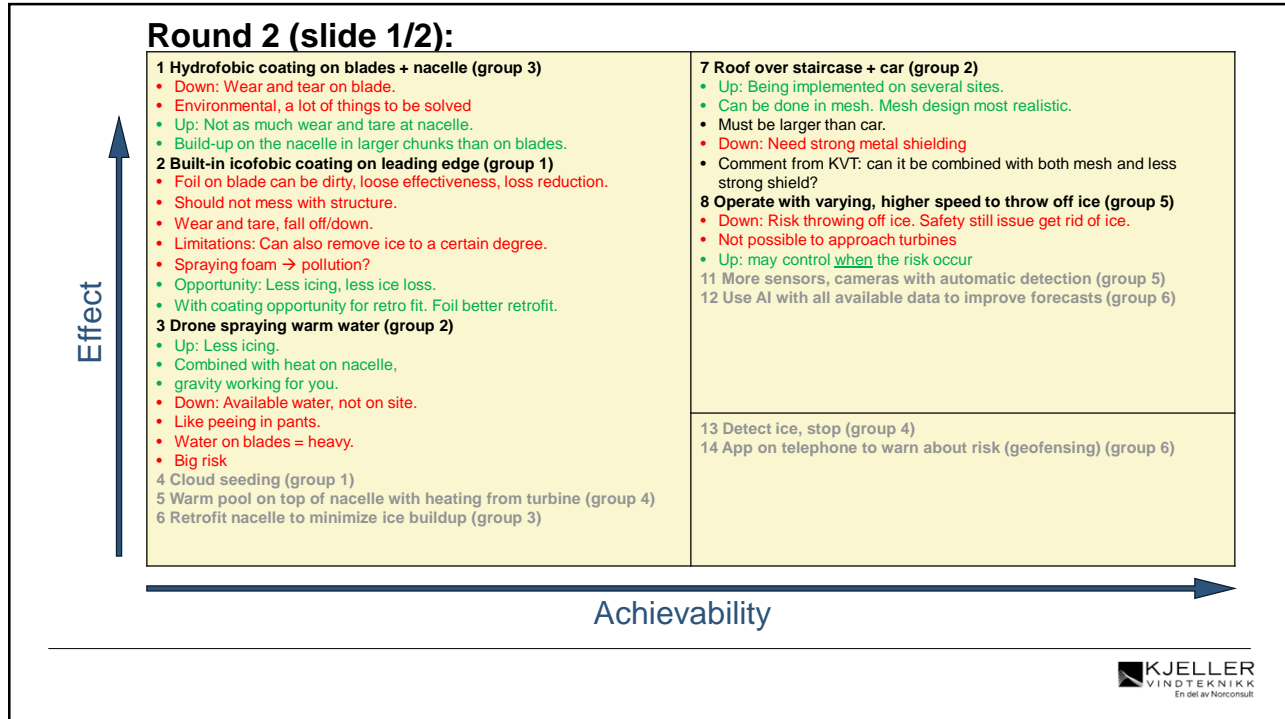 Round 2 (slide 1/2):
1 Hydrofobic coating on blades + nacelle (group 3)
• Down: Wear and tear on blade.
• Environmental, a lot of things to be solved
• Up: Not as much wear and tare at nacelle.
• Build-up on the nacelle in larger chunks than on blades.
2 Built-in icofobic coating on leading edge (group 1)
• Foil on blade can be dirty, loose effectiveness, loss reduction.
• Should not mess with structure.
• Wear and tare, fall off/down.
• Limitations: Can also remove ice to a certain degree.
• Spraying foam → pollution?
• Opportunity: Less icing, less ice loss.
• With coating opportunity for retro fit. Foil better retrofit.
3 Drone spraying warm water (group 2)
• Up: Less icing.
• Combined with heat on nacelle,
• gravity working for you.
• Down: Available water, not on site.
• Like peeing in pants.
• Water on blades = heavy.
• Big risk
4 Cloud seeding (group 1)
5 Warm pool on top of nacelle with heating from turbine (group 4)
6 Retrofit nacelle to minimize ice buildup (group 3)
7 Roof over staircase + car (group 2)
• Up: Being implemented on several sites.
• Can be done in mesh. Mesh design most realistic.
• Must be larger than car.
• Down: Need strong metal shielding
• Comment from KVT: can it be combined with both mesh and less
strong shield?
8 Operate with varying, higher speed to throw off ice (group 5)
• Down: Risk throwing off ice. Safety still issue get rid of ice.
• Not possible to approach turbines
• Up: may control when the risk occur
11 More sensors, cameras with automatic detection (group 5)
12 Use AI with all available data to improve forecasts (group 6)
13 Detect ice, stop (group 4)
14 App on telephone to warn about risk (geofensing) (group 6)
Effect
Achievability
KJELLER
VINDTEKNIKK
En del av Norconsult